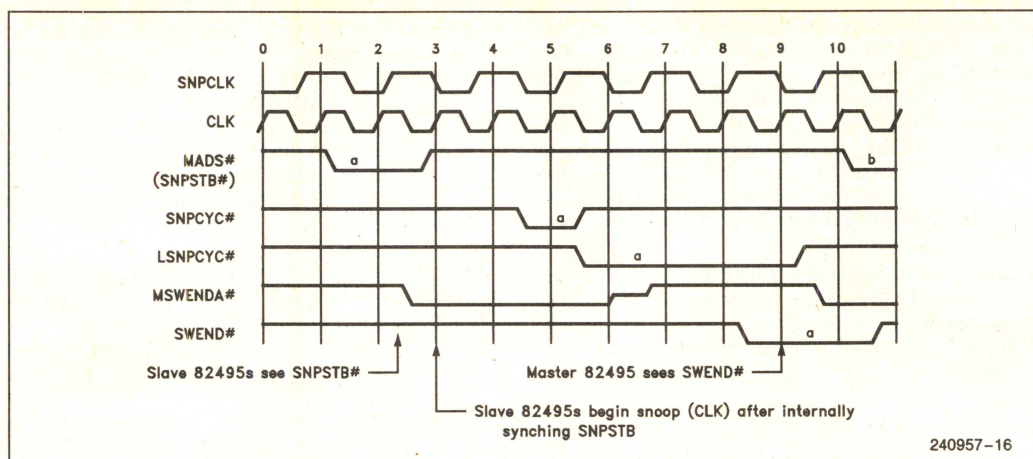 0 1 2 3 4 5 6 7 8 9 10
SNPCLK
CLK
MADS#
(SNPSTB#)
a
b
SNPCYC#
a
LSNPCYC#
a
MSWENDA#
SWEND#
a
Slave 82495s see SNPSTB#
Master 82495 sees SWEND#
Slave 82495s begin snoop (CLK) after internally
synching SNPSTB
240957-16